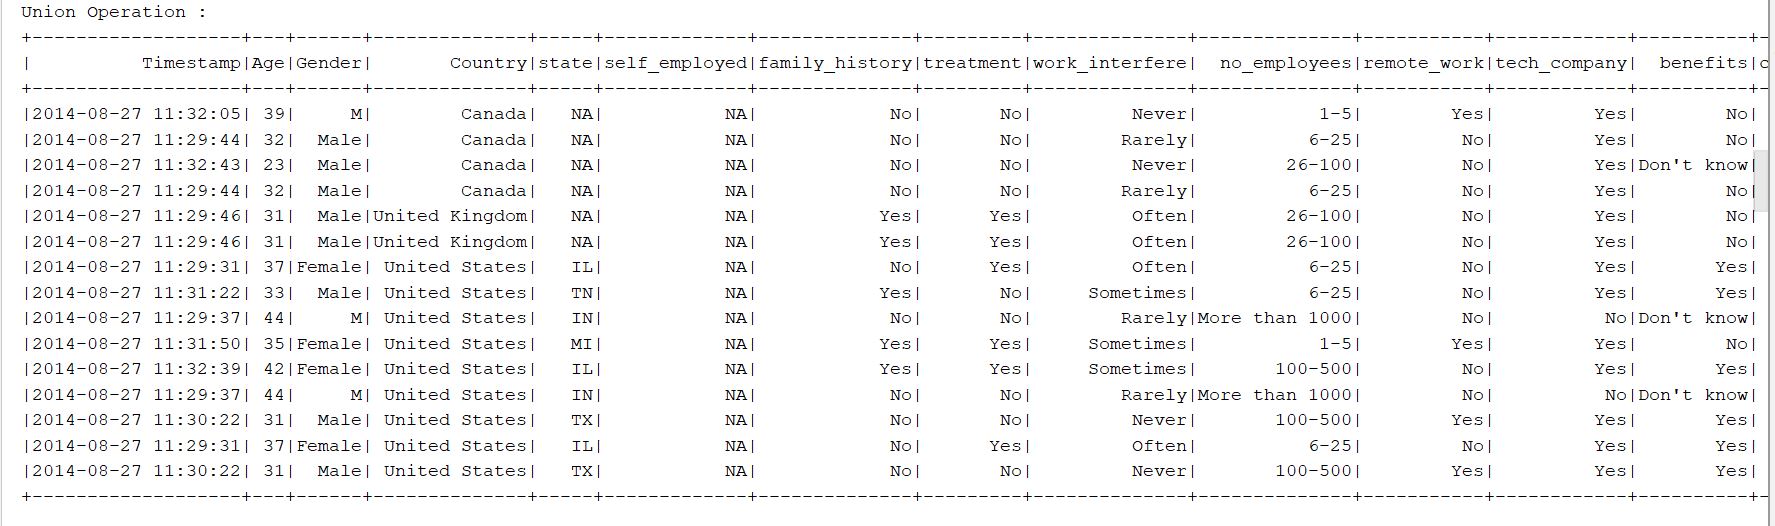 Union Operation :
+-------------------+---+------+--------------+-----+-------------+--------------+---------+--------------+--------------+-----------+------------+----------+-
|          Timestamp|Age|Gender|       Country|state|self_employed|family_history|treatment|work_interfere|  no_employees|remote_work|tech_company|  benefits|c
+-------------------+---+------+--------------+-----+-------------+--------------+---------+--------------+--------------+-----------+------------+----------+-
|2014-08-27 11:32:05| 39|     M|        Canada|   NA|           NA|            No|       No|         Never|           1-5|        Yes|         Yes|        No|
|2014-08-27 11:29:44| 32|  Male|        Canada|   NA|           NA|            No|       No|        Rarely|          6-25|         No|         Yes|        No|
|2014-08-27 11:32:43| 23|  Male|        Canada|   NA|           NA|            No|       No|         Never|        26-100|         No|         Yes|Don't know|
|2014-08-27 11:29:44| 32|  Male|        Canada|   NA|           NA|            No|       No|        Rarely|          6-25|         No|         Yes|        No|
|2014-08-27 11:29:46| 31|  Male|United Kingdom|   NA|           NA|           Yes|      Yes|         Often|        26-100|         No|         Yes|        No|
|2014-08-27 11:29:46| 31|  Male|United Kingdom|   NA|           NA|           Yes|      Yes|         Often|        26-100|         No|         Yes|        No|
|2014-08-27 11:29:31| 37|Female| United States|   IL|           NA|            No|      Yes|         Often|          6-25|         No|         Yes|       Yes|
|2014-08-27 11:31:22| 33|  Male| United States|   TN|           NA|           Yes|       No|     Sometimes|          6-25|         No|         Yes|       Yes|
|2014-08-27 11:29:37| 44|     M| United States|   IN|           NA|            No|       No|        Rarely|More than 1000|         No|          No|Don't know|
|2014-08-27 11:31:50| 35|Female| United States|   MI|           NA|           Yes|      Yes|     Sometimes|           1-5|        Yes|         Yes|        No|
|2014-08-27 11:32:39| 42|Female| United States|   IL|           NA|           Yes|      Yes|     Sometimes|       100-500|         No|         Yes|       Yes|
|2014-08-27 11:29:37| 44|     M| United States|   IN|           NA|            No|       No|        Rarely|More than 1000|         No|          No|Don't know|
|2014-08-27 11:30:22| 31|  Male| United States|   TX|           NA|            No|       No|         Never|       100-500|        Yes|         Yes|       Yes|
|2014-08-27 11:29:31| 37|Female| United States|   IL|           NA|            No|      Yes|         Often|          6-25|         No|         Yes|       Yes|
|2014-08-27 11:30:22| 31|  Male| United States|   TX|           NA|            No|       No|         Never|       100-500|        Yes|         Yes|       Yes|
+-------------------+---+------+--------------+-----+-------------+--------------+---------+--------------+--------------+-----------+------------+----------+-